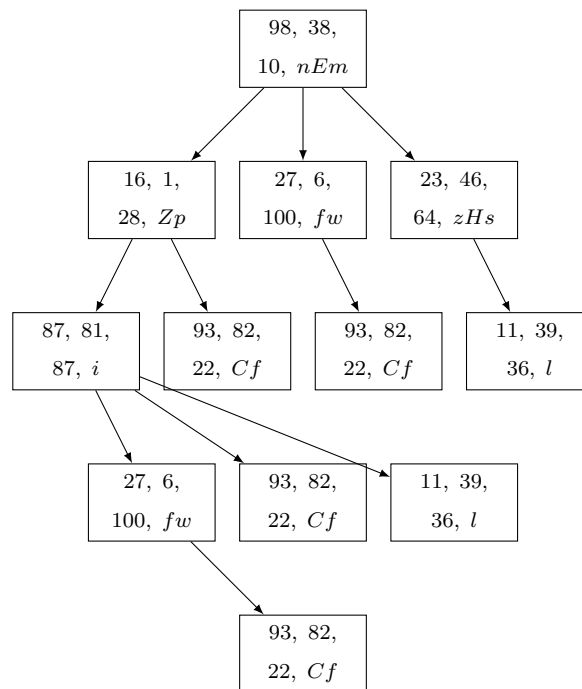 98, 38,
10, nEm
16, 1,
28, Zp
27, 6,
100, fw
23, 46,
64, zHs
87, 81,
87, i
93, 82,
22, Cf
93, 82,
22, Cf
11, 39,
36, l
27, 6,
100, fw
93, 82,
22, Cf
11, 39,
36, l
93, 82,
22, Cf